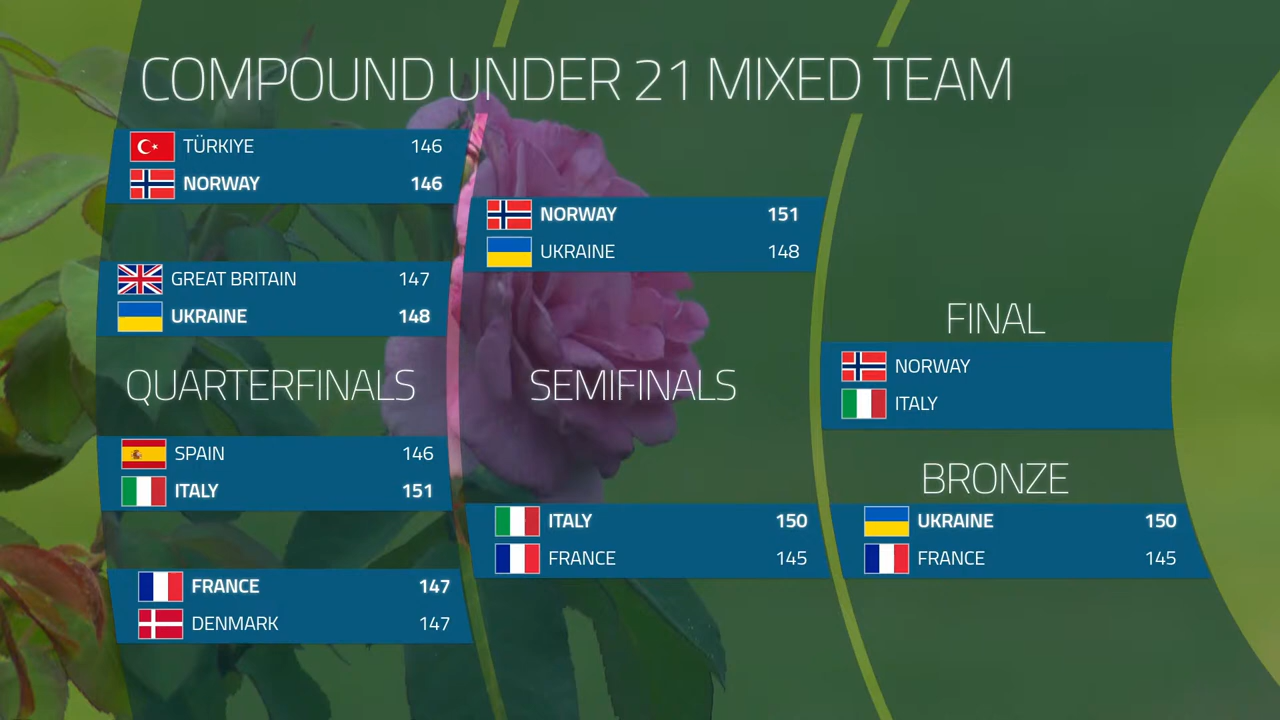 COMPOUND UNDER 21 MIXED TEAM
TÜRKIYE 146
NORWAY 146
GREAT BRITAIN 147
UKRAINE 148
QUARTERFINALS
SPAIN 146
ITALY 151
FRANCE 147
DENMARK 147
NORWAY 151
UKRAINE 148
SEMIFINALS
ITALY 150
FRANCE 145
FINAL
NORWAY
ITALY
BRONZE
UKRAINE 150
FRANCE 145